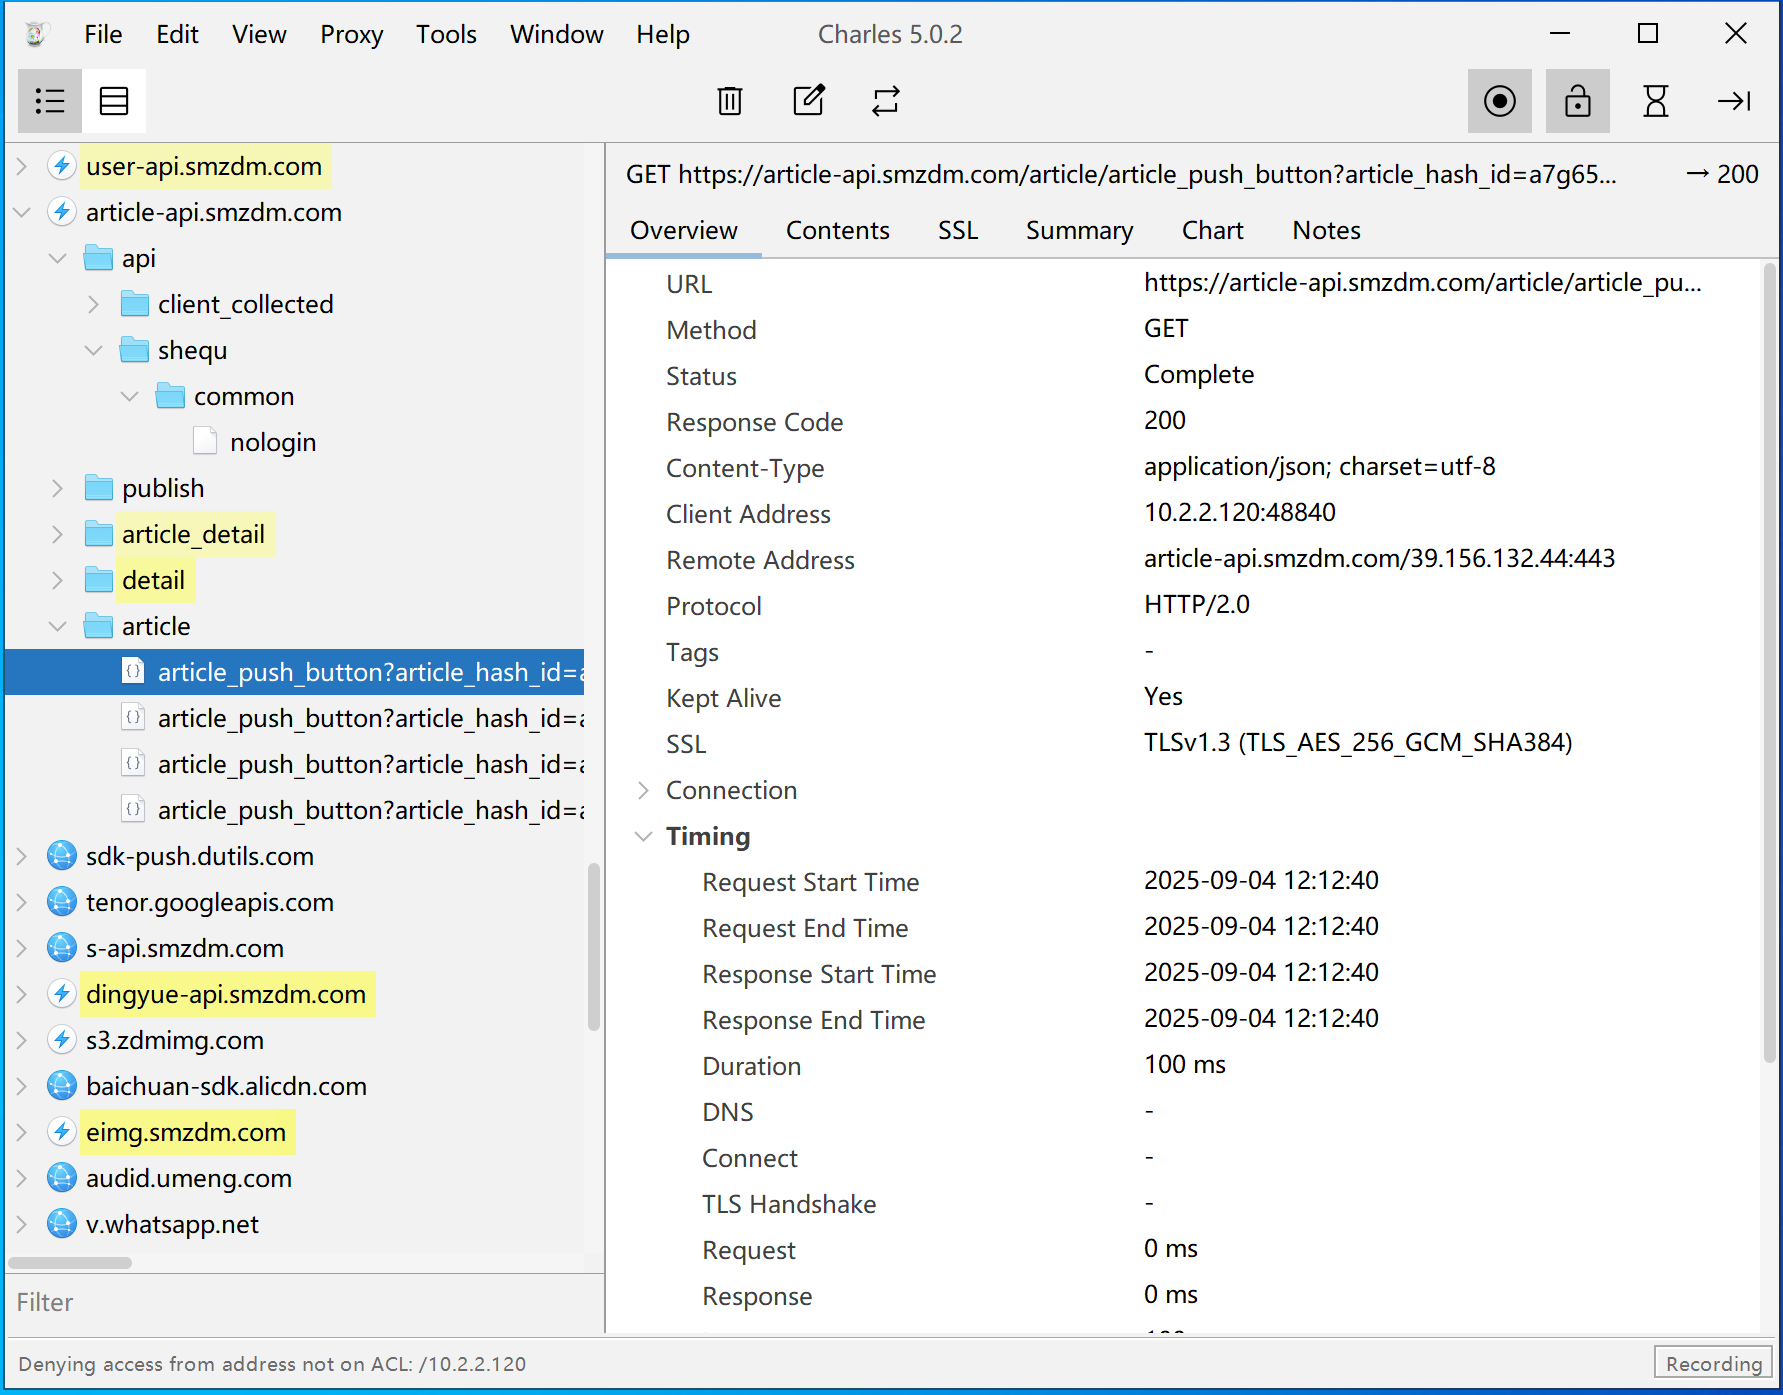 File Edit View Proxy Tools Window Help Charles 5.0.2
user-api.smzdm.com
article-api.smzdm.com
api
client_collected
shequ
common
nologin
publish
article_detail
detail
article
article_push_button?article_hash_id=a
article_push_button?article_hash_id=a
article_push_button?article_hash_id=a
article_push_button?article_hash_id=a
sdk-push.dutils.com
tenor.googleapis.com
s-api.smzdm.com
dingyue-api.smzdm.com
s3.zdmimg.com
baichuan-sdk.alicdn.com
eimg.smzdm.com
audid.umeng.com
v.whatsapp.net
Filter
GET https://article-api.smzdm.com/article/article_push_button?article_hash_id=a7g65... → 200
Overview Contents SSL Summary Chart Notes
URL https://article-api.smzdm.com/article/article_pu...
Method GET
Status Complete
Response Code 200
Content-Type application/json; charset=utf-8
Client Address 10.2.2.120:48840
Remote Address article-api.smzdm.com/39.156.132.44:443
Protocol HTTP/2.0
Tags -
Kept Alive Yes
SSL TLSv1.3 (TLS_AES_256_GCM_SHA384)
Connection
Timing
Request Start Time 2025-09-04 12:12:40
Request End Time 2025-09-04 12:12:40
Response Start Time 2025-09-04 12:12:40
Response End Time 2025-09-04 12:12:40
Duration 100 ms
DNS -
Connect -
TLS Handshake -
Request 0 ms
Response 0 ms
Denying access from address not on ACL: /10.2.2.120
Recording